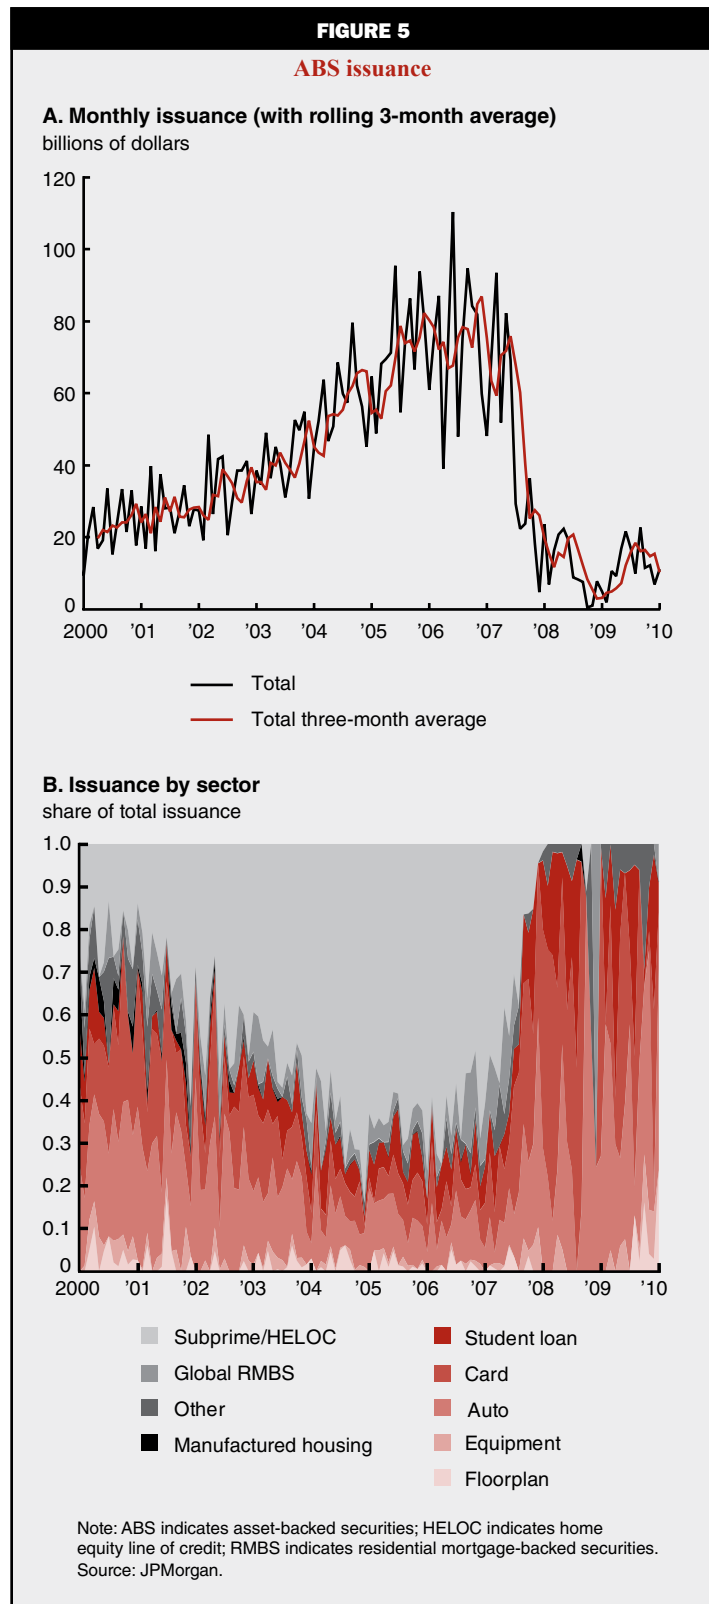 FIGURE 5
ABS issuance
A. Monthly issuance (with rolling 3-month average)
billions of dollars
120
100
80
60
40
20
0
2000 '01 '02 '03 '04 '05 '06 '07 '08 '09 '10
Total
Total three-month average
B. Issuance by sector
share of total issuance
1.0
0.9
0.8
0.7
0.6
0.5
0.4
0.3
0.2
0.1
0
2000 '01 '02 '03 '04 '05 '06 '07 '08 '09 '10
Subprime/HELOC
Global RMBS
Other
Manufactured housing
Student loan
Card
Auto
Equipment
Floorplan
Note: ABS indicates asset-backed securities; HELOC indicates home
equity line of credit; RMBS indicates residential mortgage-backed securities.
Source: JPMorgan.